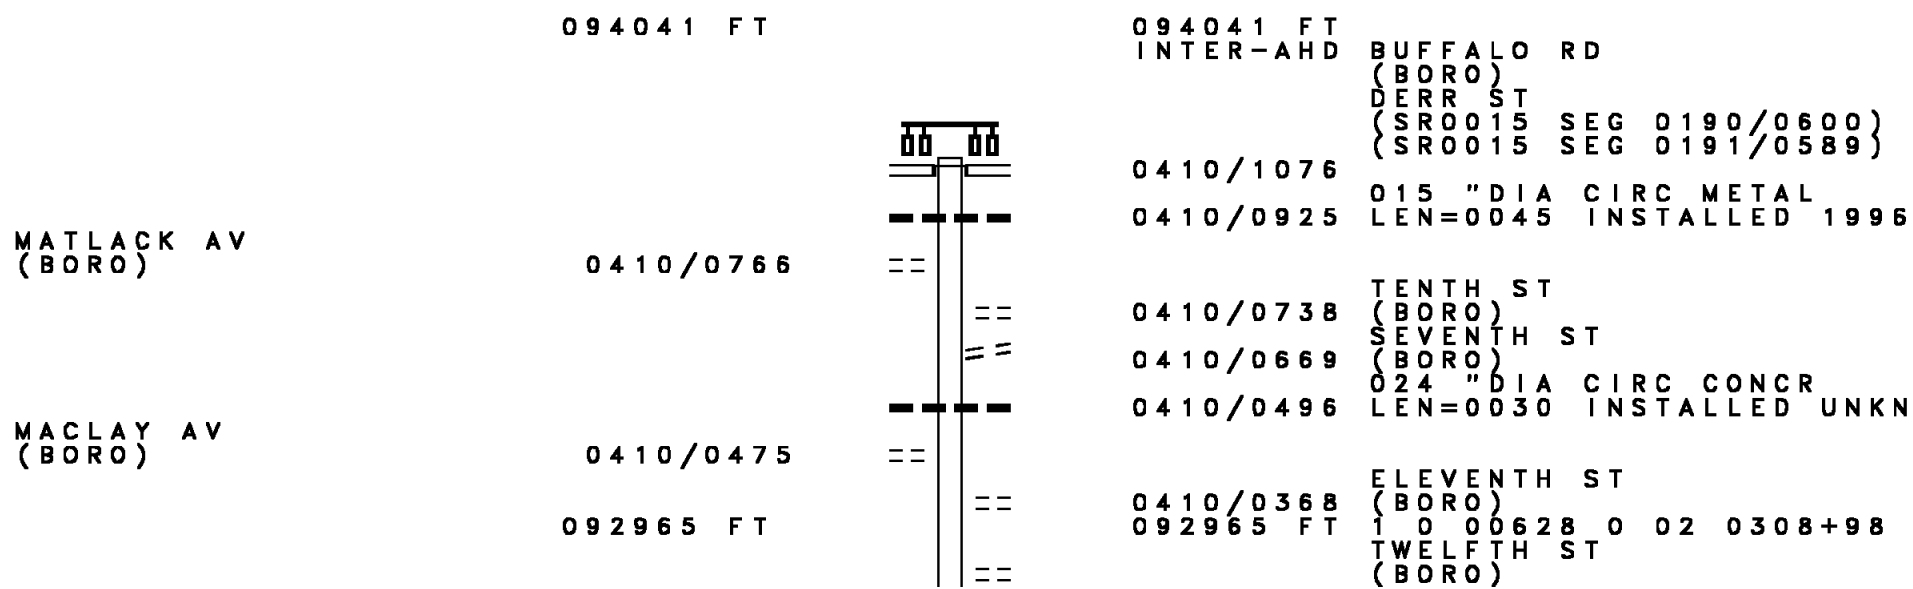 094041 FT 094041 FT
INTER-AHD BUFFALO RD
(BORO)
DERR ST
(SR0015 SEG 0190/0600)
(SR0015 SEG 0191/0589)
0410/1076
015 "DIA CIRC METAL
0410/0925 LEN=0045 INSTALLED 1996
MATLACK AV
(BORO) 0410/0766
TENTH ST
0410/0738 (BORO)
SEVENTH ST
0410/0669 (BORO)
024 "DIA CIRC CONCR
0410/0496 LEN=0030 INSTALLED UNKN
MACLAY AV
(BORO) 0410/0475
ELEVENTH ST
0410/0368 (BORO)
092965 FT 092965 FT 1 0 00628 0 02 0308+98
TWELFTH ST
(BORO)